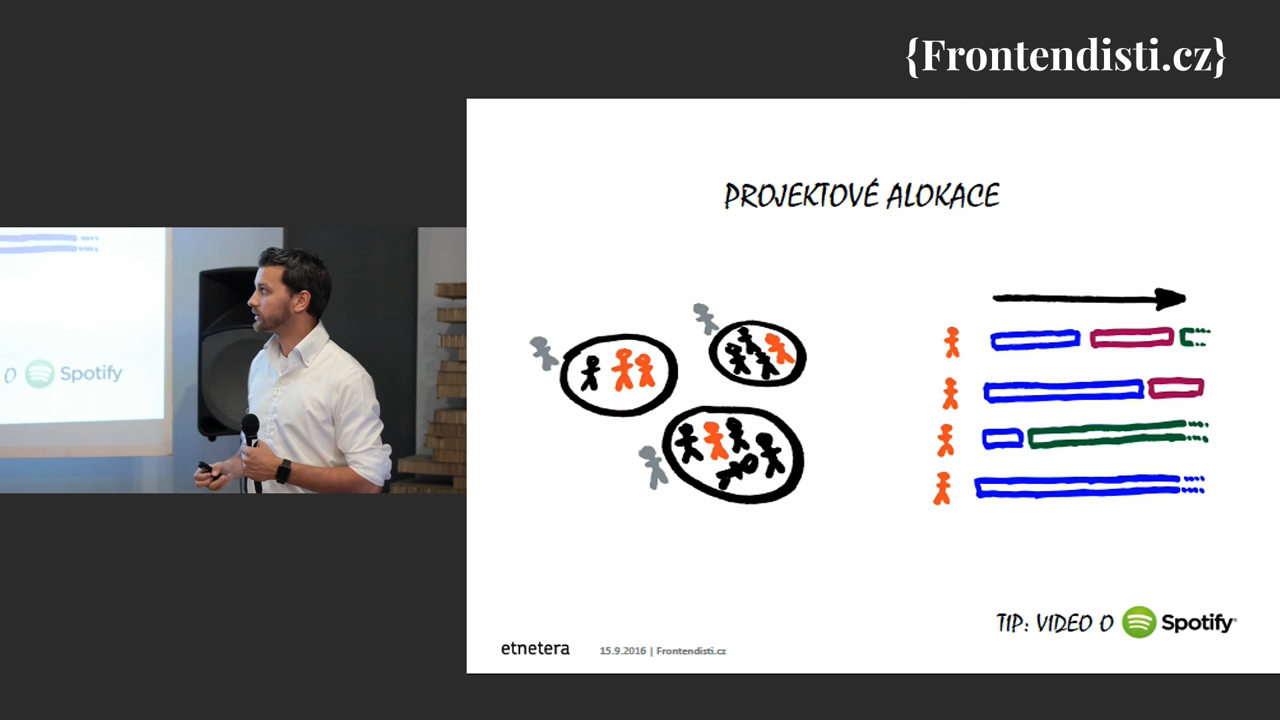 {Frontendisti.cz}
PROJEKTOVÉ ALOKACE
O Spotify
TIP: VIDEO O Spotify
etnetera 15.9.2016 | Frontendisti.cz